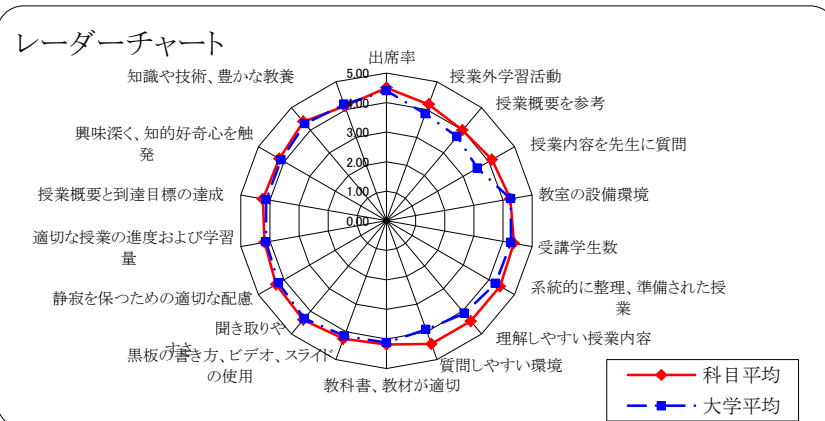 レーダーチャート
出席率
授業外学習活動
授業概要を参考
授業内容を先生に質問
教室の設備環境
受講学生数
系統的に整理、準備された授
業
理解しやすい授業内容
質問しやすい環境
教科書、教材が適切
黒板の書き方、ビデオ、スライド
の使用
聞き取りや
すさ
静寂を保つための適切な配慮
適切な授業の進度および学習
量
授業概要と到達目標の達成
興味深く、知的好奇心を触
発
知識や技術、豊かな教養
5.00
4.00
3.00
2.00
1.00
0.00
科目平均
大学平均